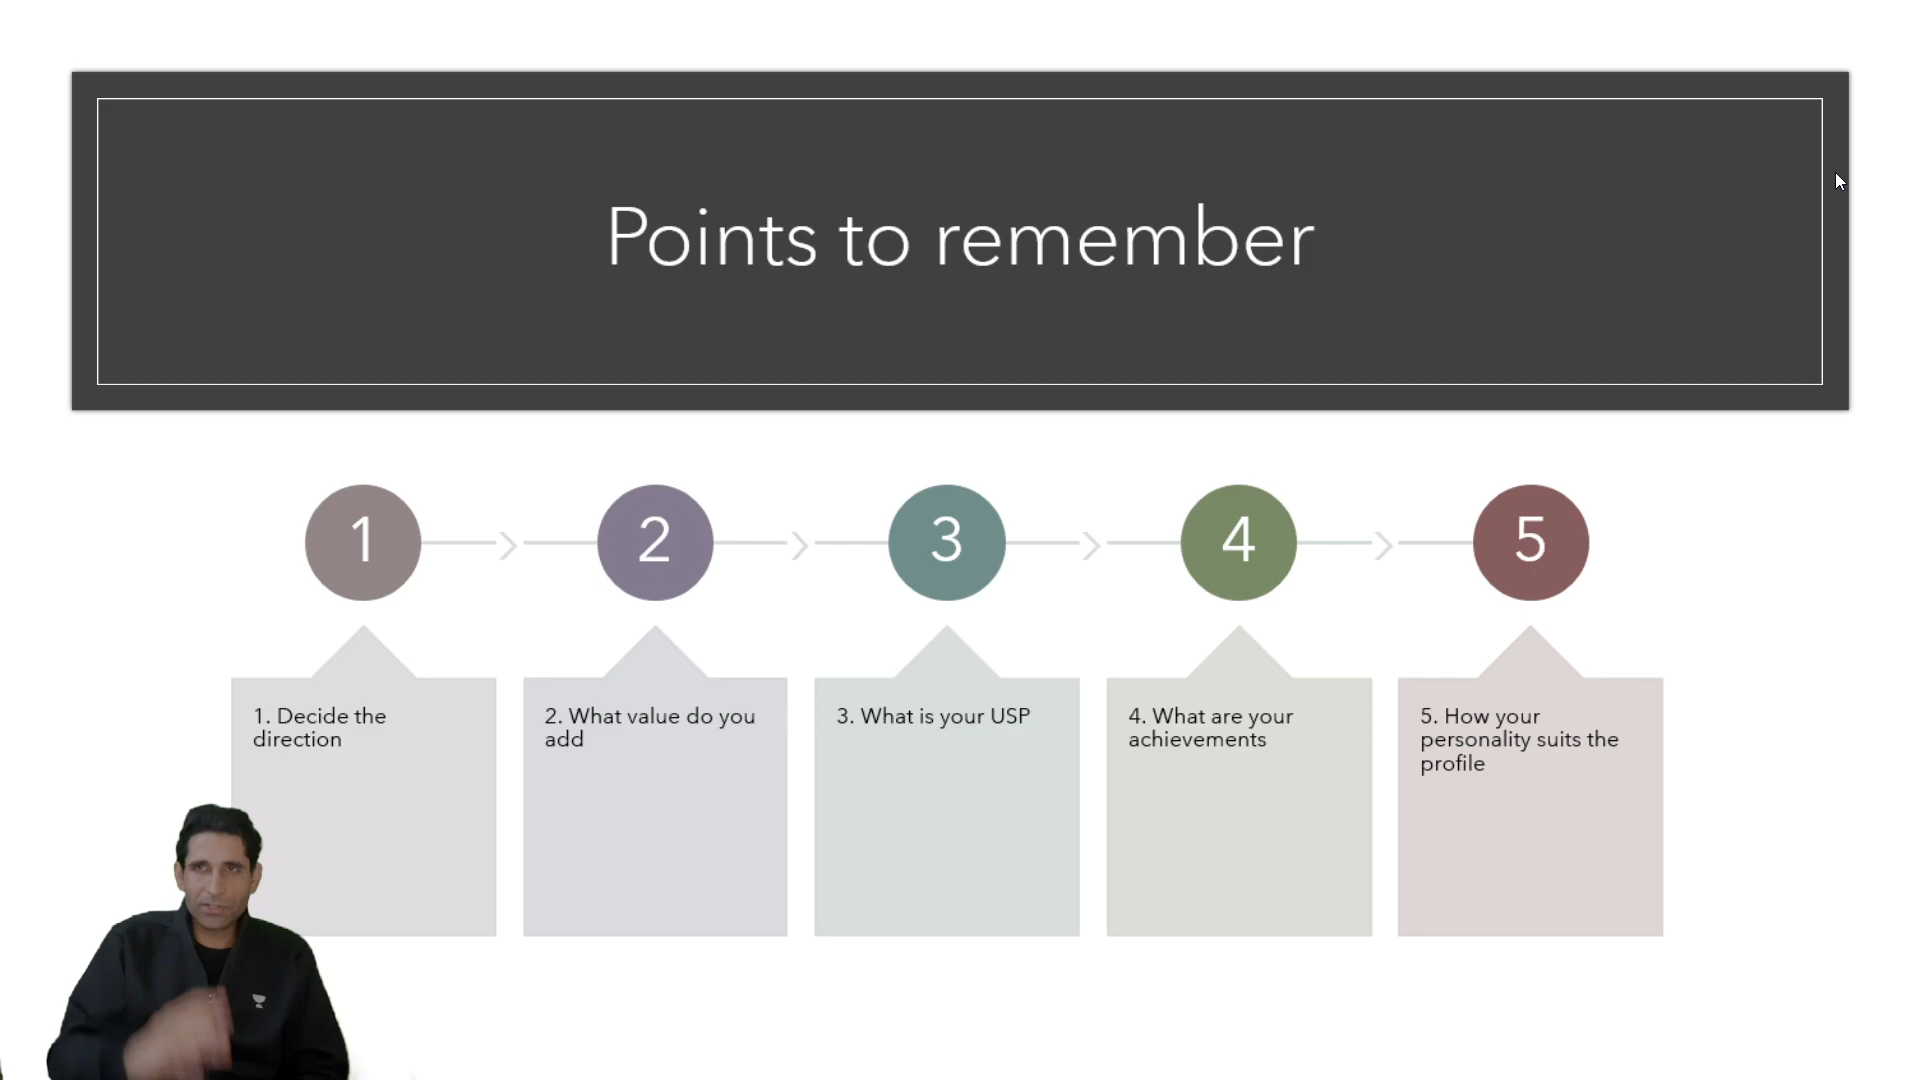 Points to remember
1
2
3
4
5
1. Decide the
direction
2. What value do you
add
3. What is your USP
4. What are your
achievements
5. How your
personality suits the
profile